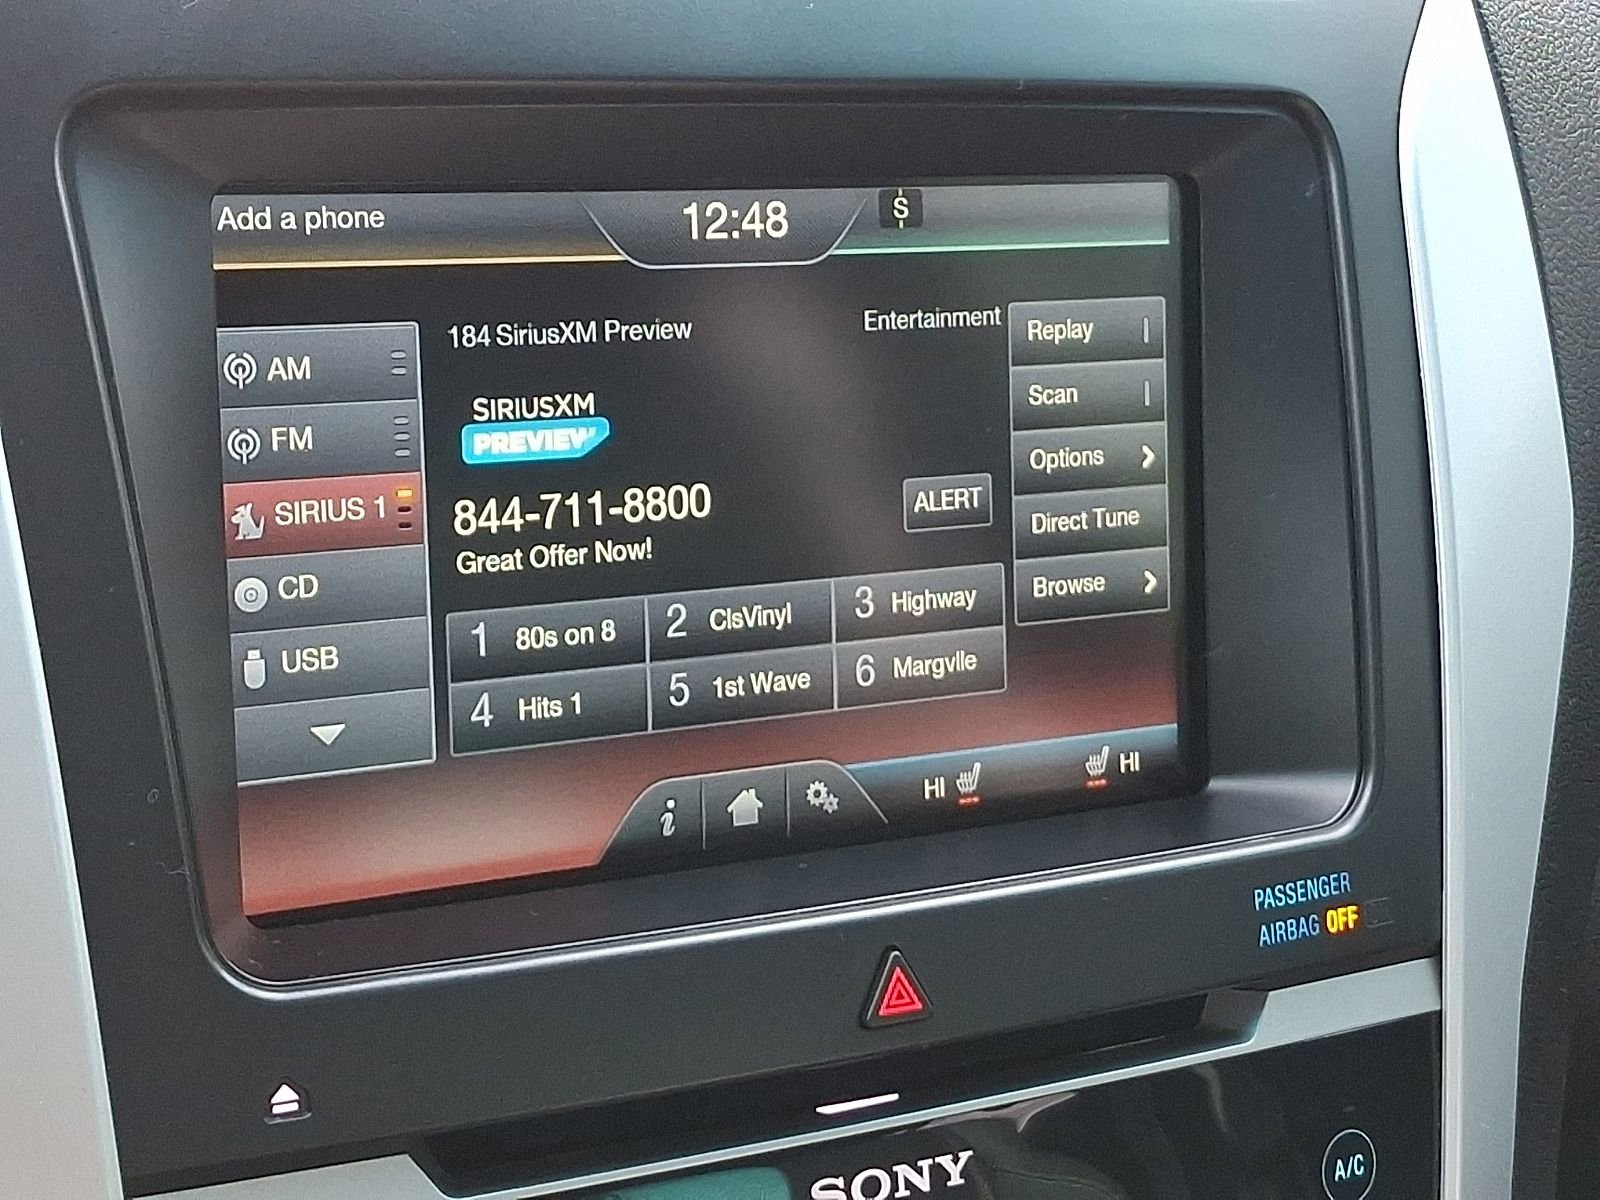 Add a phone
12:48
S
AM
FM
SIRIUS 1
CD
USB
184 SiriusXM Preview
Entertainment
SIRIUSXM
PREVIEW
844-711-8800
Great Offer Now!
ALERT
1 80s on 8
2 ClsVinyl
3 Highway
4 Hits 1
5 1st Wave
6 Margvlle
Replay
Scan
Options
Direct Tune
Browse
i
HI
HI
PASSENGER
AIRBAG OFF
SONY
A/C